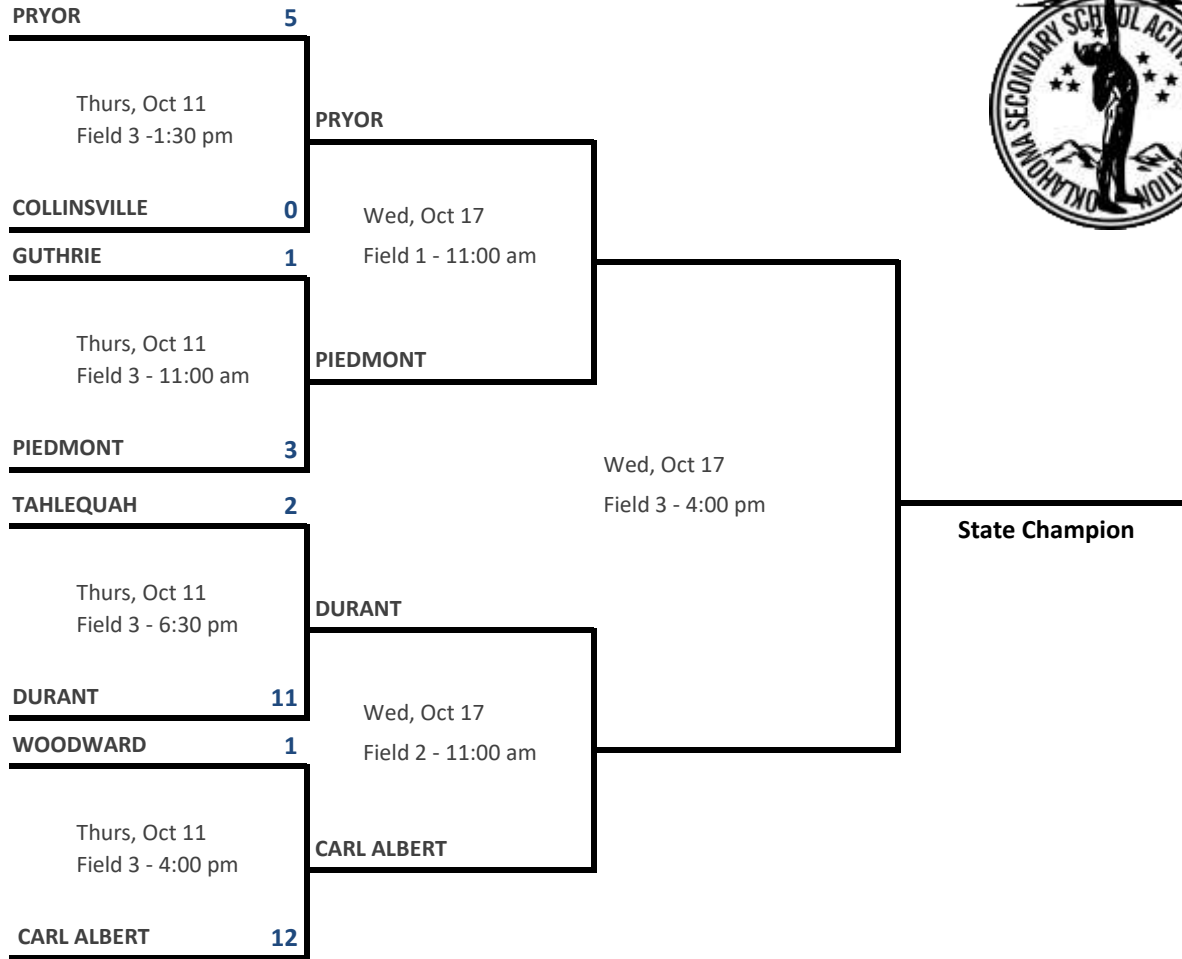 PRYOR 5
Thurs, Oct 11
Field 3 -1:30 pm
COLLINSVILLE 0
GUTHRIE 1
Thurs, Oct 11
Field 3 - 11:00 am
PIEDMONT 3
TAHLEQUAH 2
Thurs, Oct 11
Field 3 - 6:30 pm
DURANT 11
WOODWARD 1
Thurs, Oct 11
Field 3 - 4:00 pm
CARL ALBERT 12
PRYOR
Wed, Oct 17
Field 1 - 11:00 am
PIEDMONT
DURANT
Wed, Oct 17
Field 2 - 11:00 am
CARL ALBERT
Wed, Oct 17
Field 3 - 4:00 pm
State Champion
OKLAHOMA SECONDARY SCHOOL